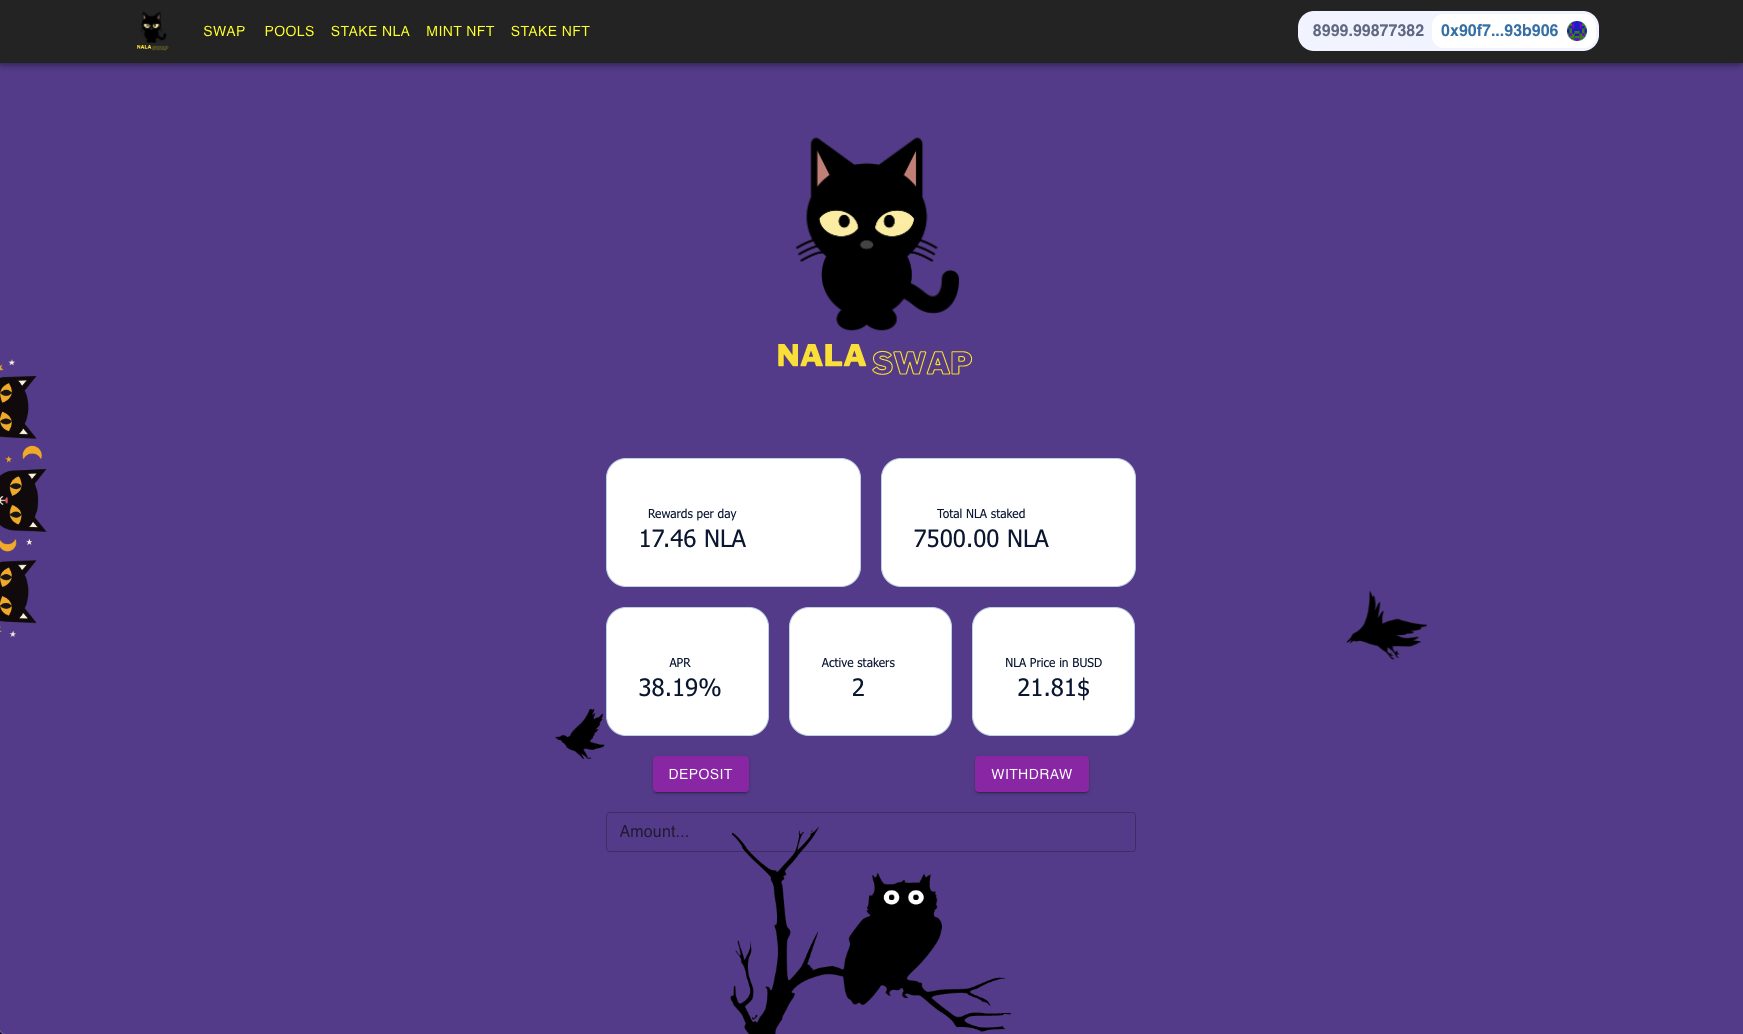 NALA SWAP
SWAP POOLS STAKE NLA MINT NFT STAKE NFT
8999.99877382 0x90f7...93b906
NALA SWAP
Rewards per day
17.46 NLA
Total NLA staked
7500.00 NLA
APR
38.19%
Active stakers
2
NLA Price in BUSD
21.81$
DEPOSIT
WITHDRAW
Amount...